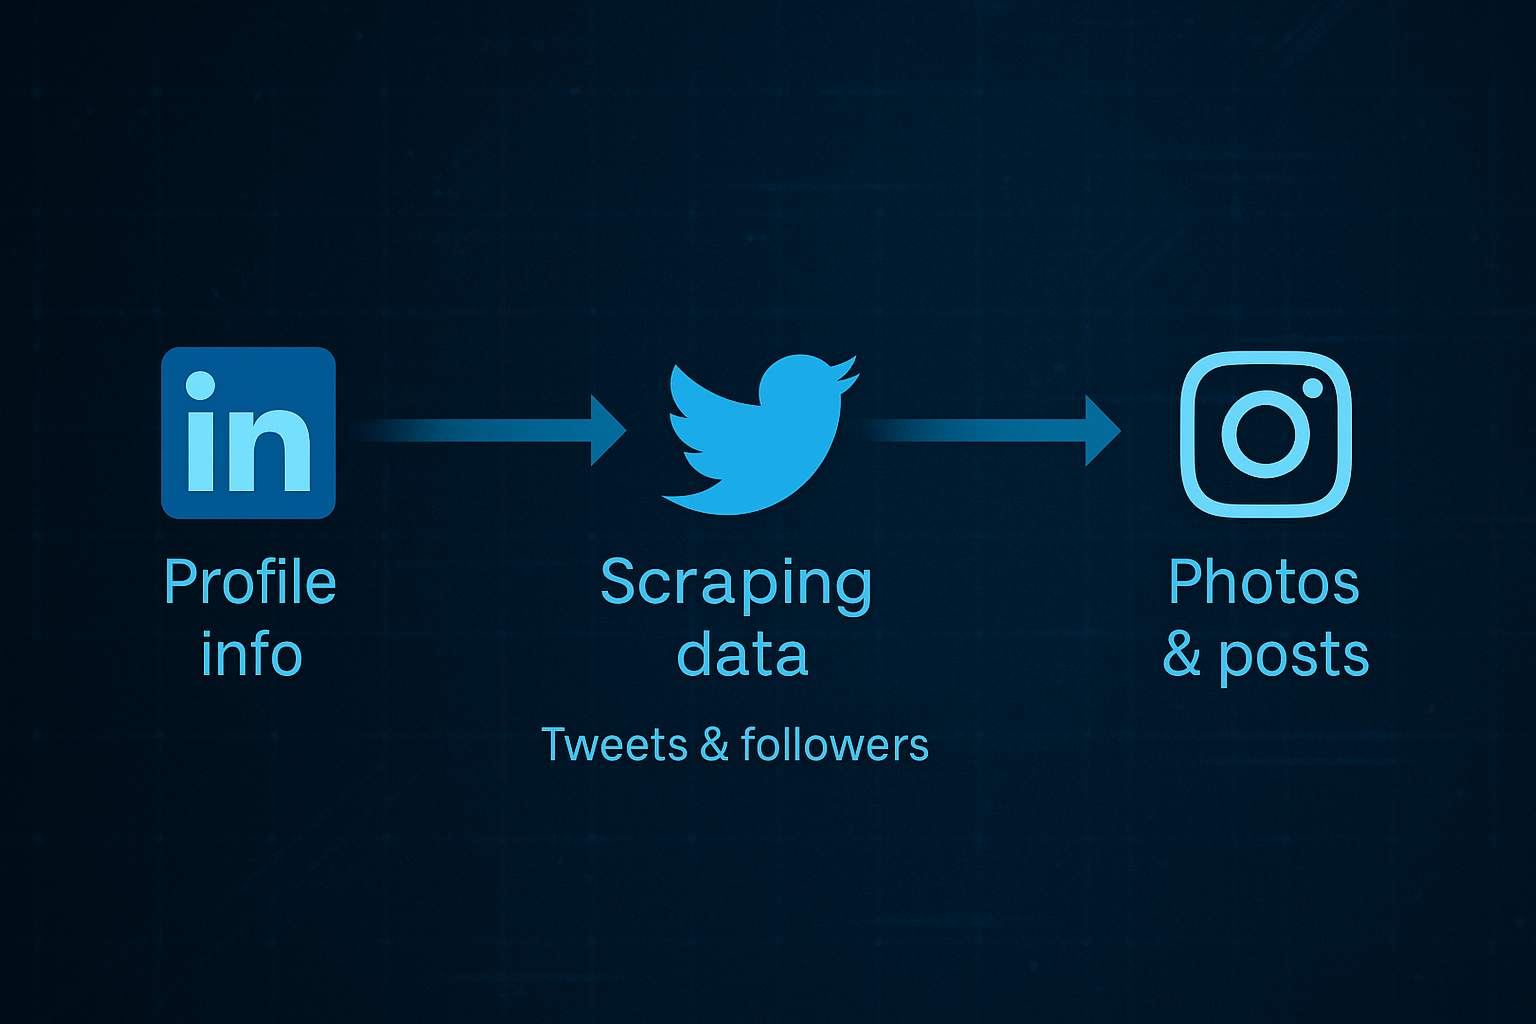 in
Profile
info
Scraping
data
Tweets & followers
Photos
& posts